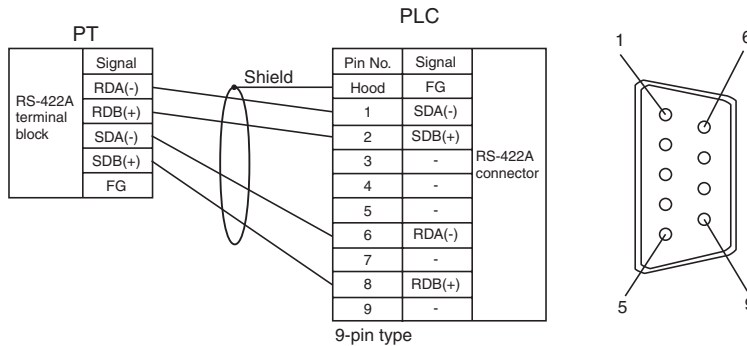 PLC
PT
Signal
RDA(-)
RDB(+)
SDA(-)
SDB(+)
FG
RS-422A
terminal
block
Shield
Pin No. Signal
Hood FG
1 SDA(-)
2 SDB(+)
3 -
4 -
5 -
6 RDA(-)
7 -
8 RDB(+)
9 -
RS-422A
connector
9-pin type
1 6
5 9